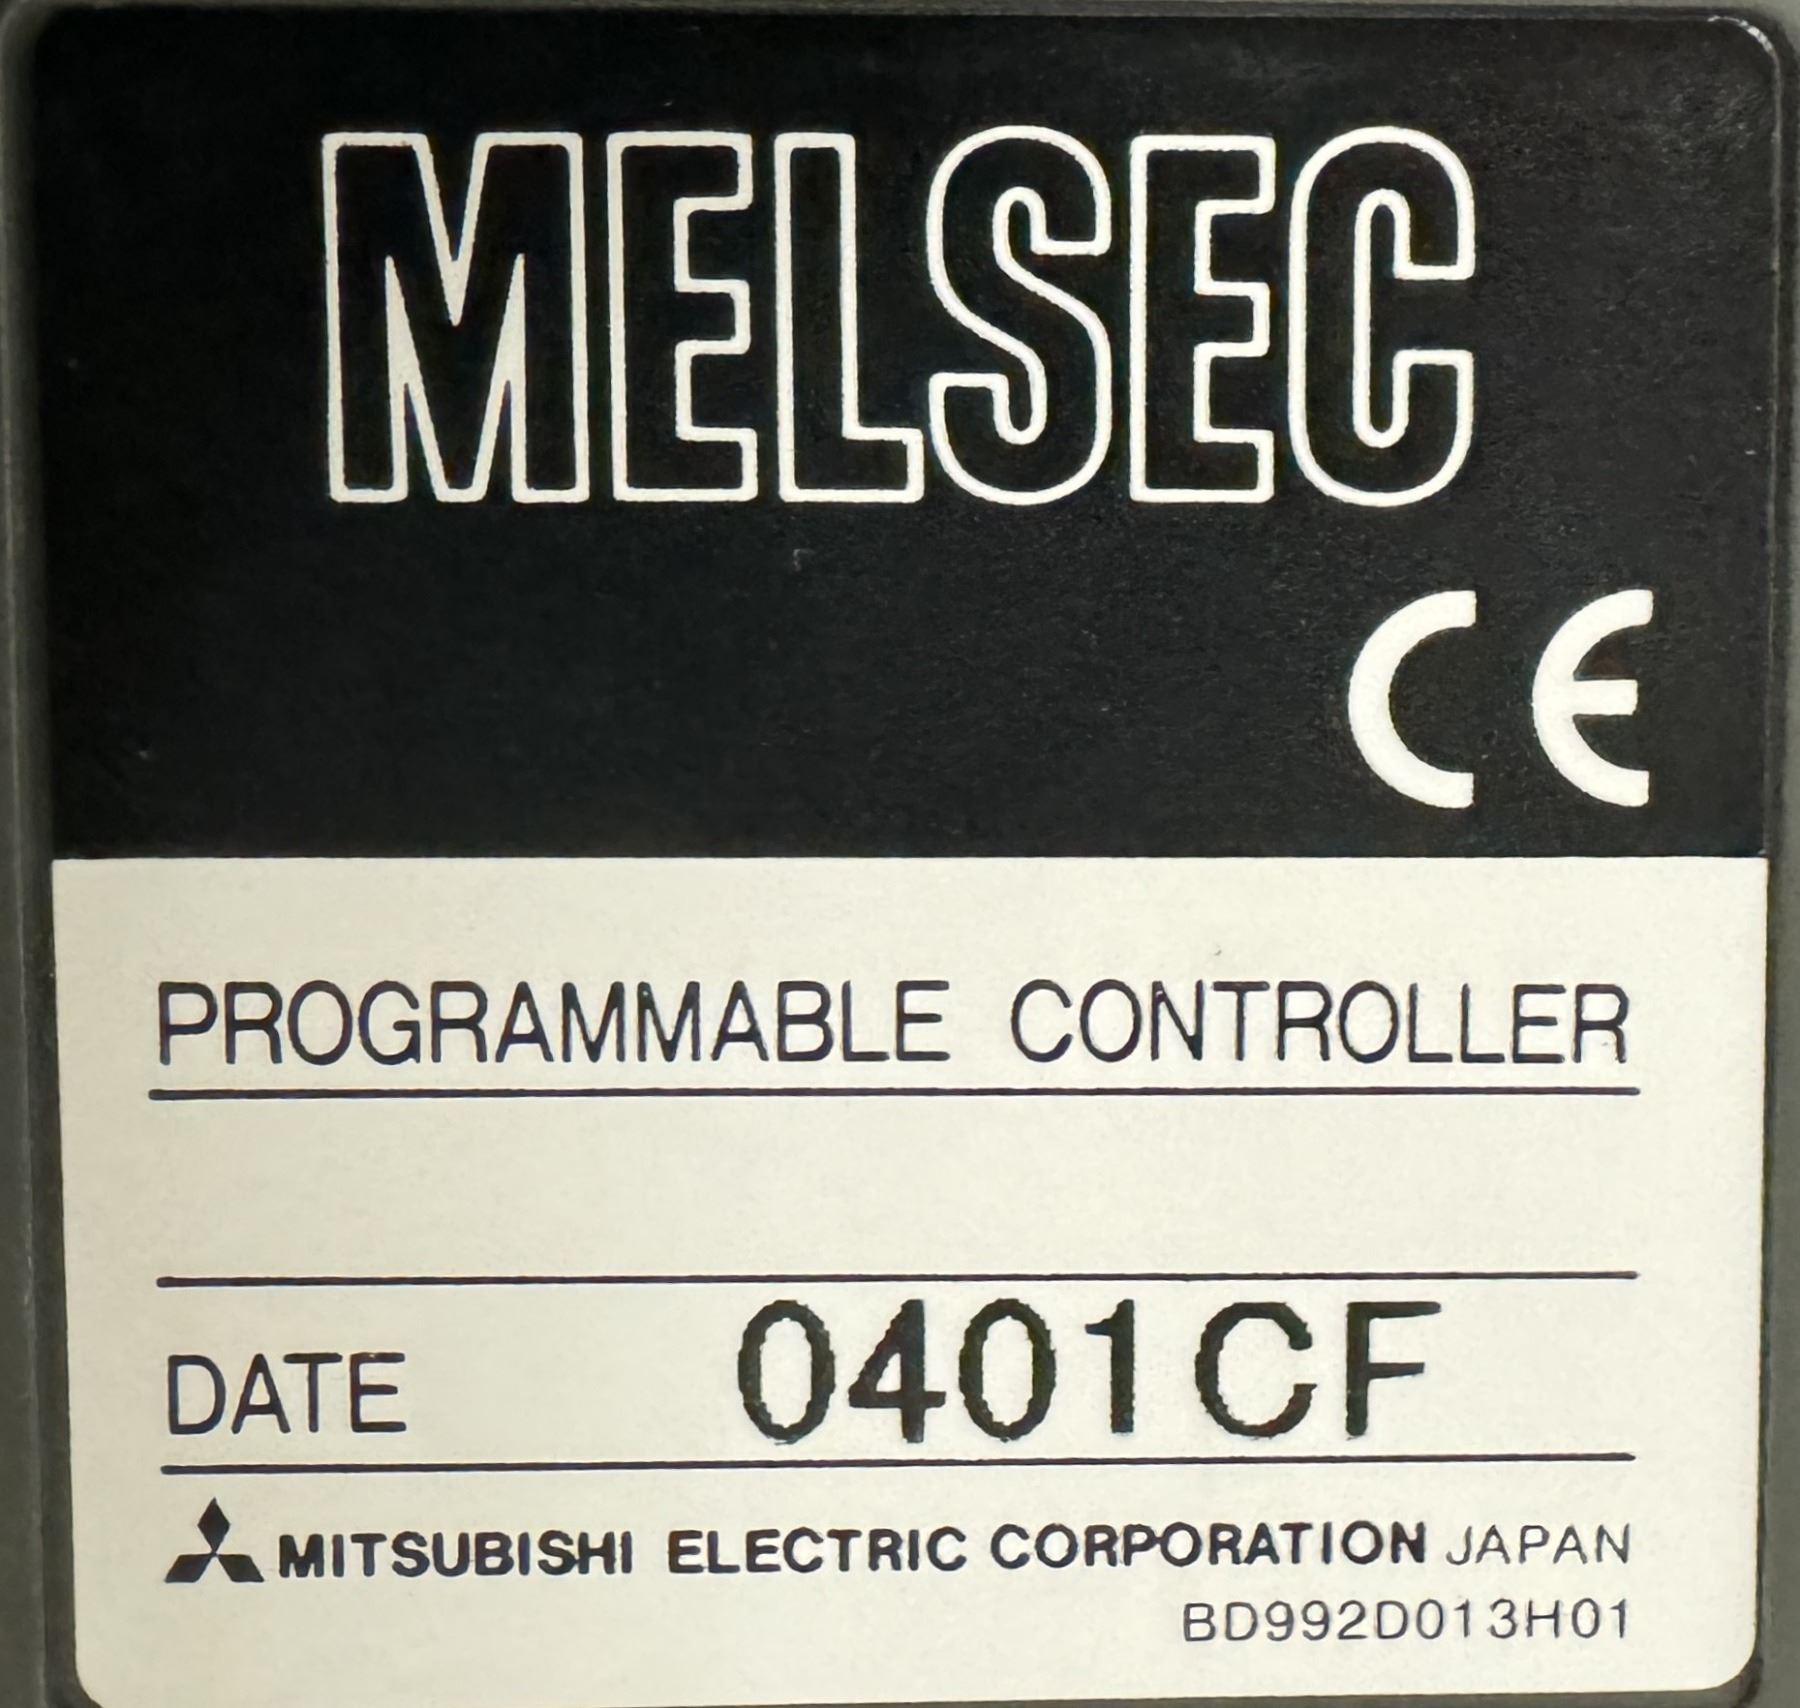 MELSEC
CE
PROGRAMMABLE CONTROLLER
DATE 0401CF
MITSUBISHI ELECTRIC CORPORATION JAPAN
BD992D013H01